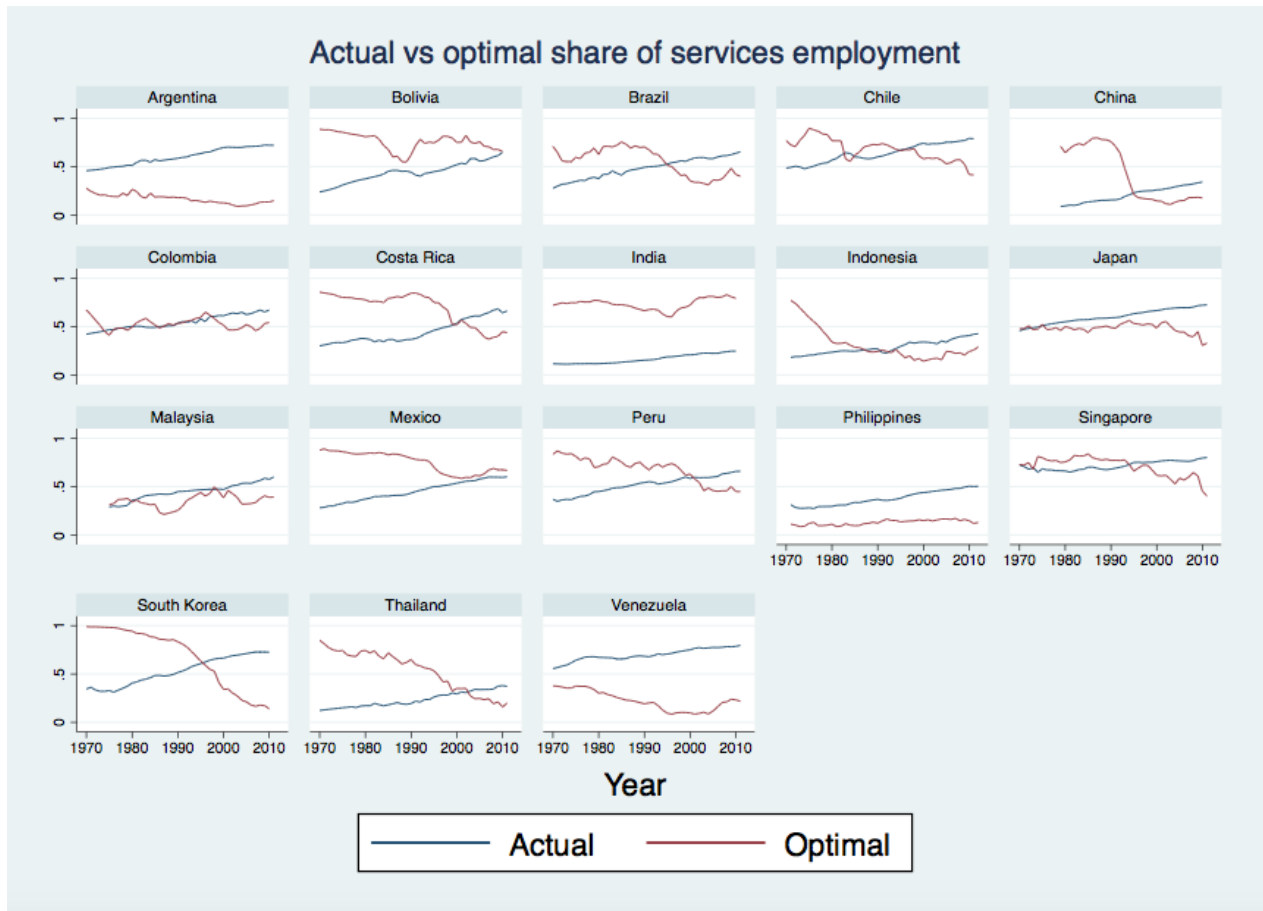 Actual vs optimal share of services employment
Argentina Bolivia Brazil Chile China
1
.5
0
Colombia Costa Rica India Indonesia Japan
1
.5
0
Malaysia Mexico Peru Philippines Singapore
1
.5
0
1970 1980 1990 2000 2010 1970 1980 1990 2000 2010
South Korea Thailand Venezuela
1
.5
0
1970 1980 1990 2000 2010 1970 1980 1990 2000 2010 1970 1980 1990 2000 2010
Year
Actual Optimal